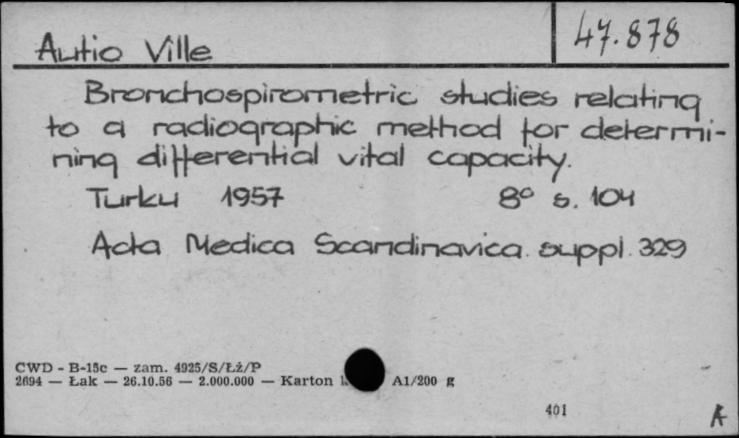 Autio Ville 47.878
Bronchospirometric studies relating
to a radiographic method for determi-
ning differential vital capacity.
Turku 1957 8° s. 104
Acta Medica Scandinavica. suppl. 329
CWD - B-15c — zam. 4925/S/Łż/P
2694 — Łak — 26.10.56 — 2.000.000 — Karton A1/200 g
401
A